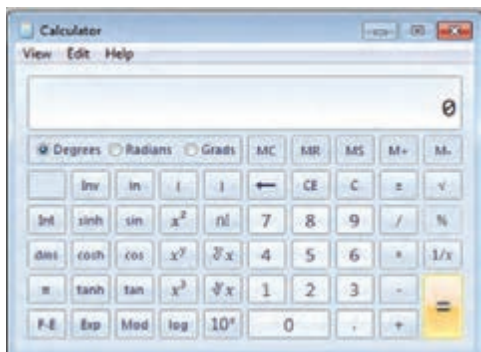 Calculator
View Edit Help
0
Degrees Radians Grads MC MR MS M+ M-
Inv ln ( ) ← CE C ± √
Int sinh sin x² n! 7 8 9 / %
dms cosh cos xʸ ʸ√x 4 5 6 * 1/x
π tanh tan x³ ³√x 1 2 3 - =
F-E Exp Mod log 10ˣ 0 . +